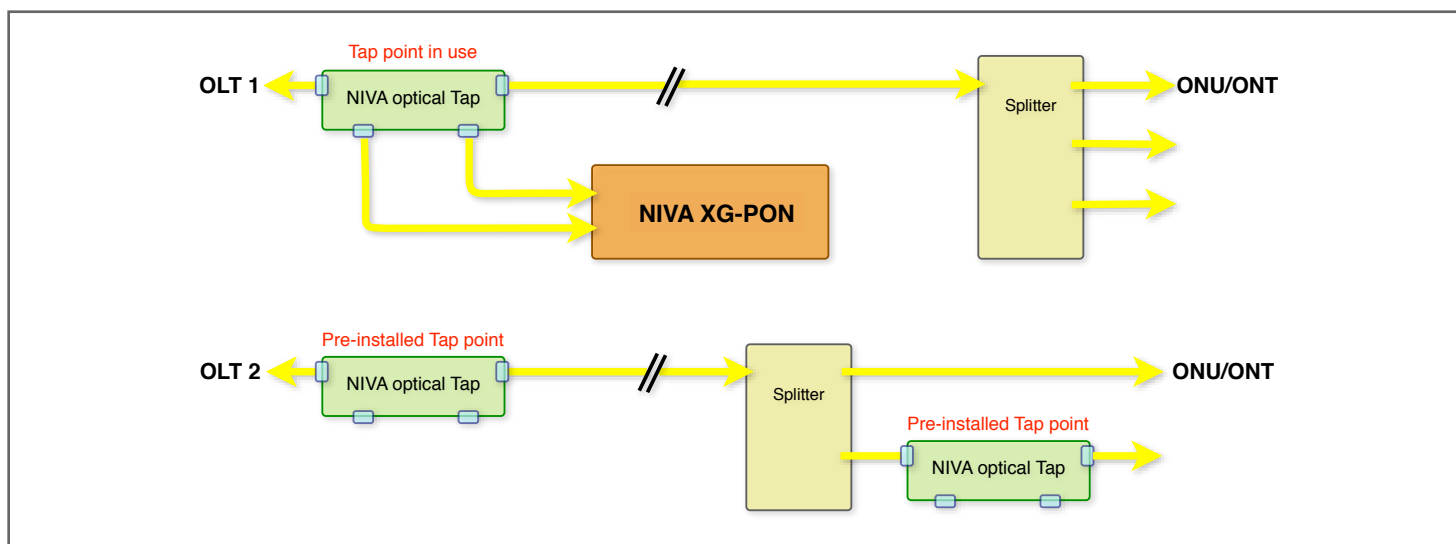 Tap point in use
OLT 1
NIVA optical Tap
Splitter
ONU/ONT
NIVA XG-PON
Pre-installed Tap point
OLT 2
NIVA optical Tap
Splitter
ONU/ONT
Pre-installed Tap point
NIVA optical Tap